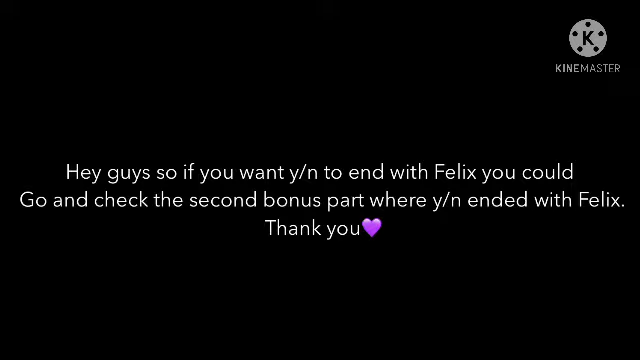 KINEMASTER
Hey guys so if you want y/n to end with Felix you could
Go and check the second bonus part where y/n ended with Felix.
Thank you💜